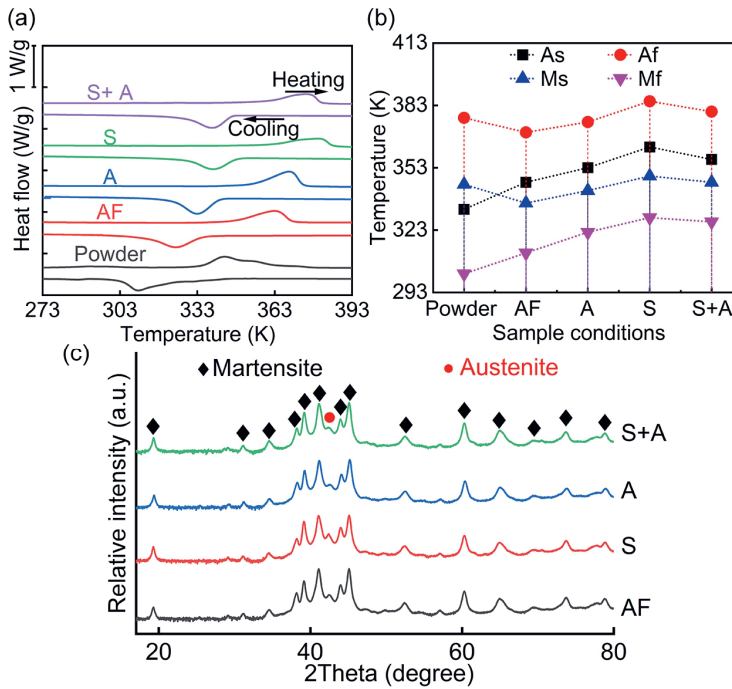 (a)
1 W/g
Heat flow (W/g)
S+ A
Heating
Cooling
S
A
AF
Powder
273 303 333 363 393
Temperature (K)
(b)
413
383
353
323
293
Temperature (K)
As Af
Ms Mf
Powder AF A S S+A
Sample conditions
(c)
Martensite Austenite
Relative intensity (a.u.)
S+A
A
S
AF
20 40 60 80
2Theta (degree)